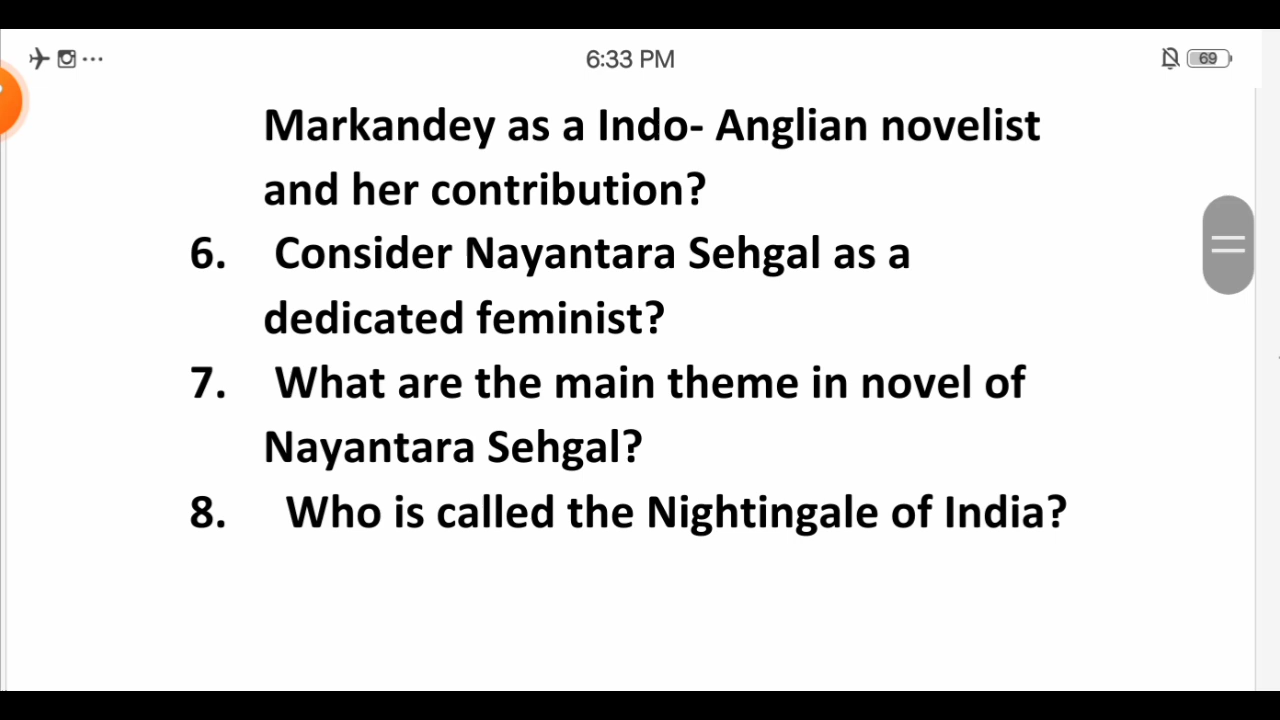 6:33 PM
69
Markandey as a Indo- Anglian novelist
and her contribution?
6. Consider Nayantara Sehgal as a
dedicated feminist?
7. What are the main theme in novel of
Nayantara Sehgal?
8. Who is called the Nightingale of India?